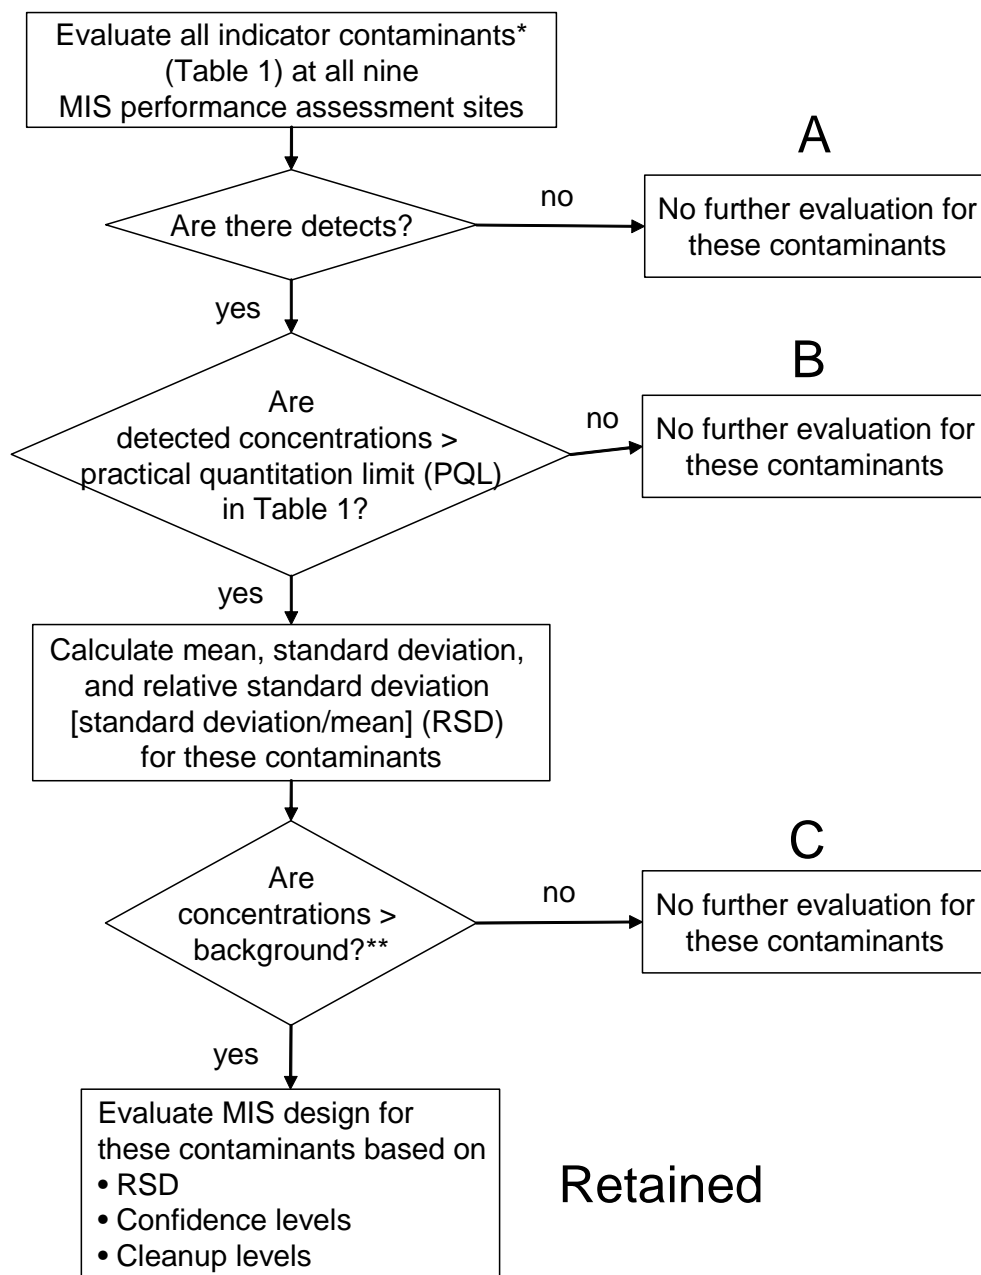 Evaluate all indicator contaminants*
(Table 1) at all nine
MIS performance assessment sites
A
Are there detects?
no
No further evaluation for
these contaminants
yes
B
Are
detected concentrations >
practical quantitation limit (PQL)
in Table 1?
no
No further evaluation for
these contaminants
yes
Calculate mean, standard deviation,
and relative standard deviation
[standard deviation/mean] (RSD)
for these contaminants
C
Are
concentrations >
background?**
no
No further evaluation for
these contaminants
yes
Evaluate MIS design for
these contaminants based on
• RSD
• Confidence levels
• Cleanup levels
Retained